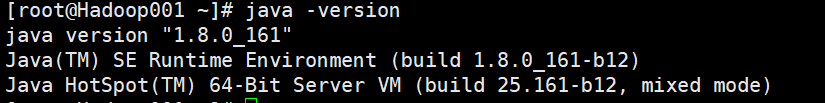 [root@Hadoop001 ~]# java -version
java version "1.8.0_161"
Java(TM) SE Runtime Environment (build 1.8.0_161-b12)
Java HotSpot(TM) 64-Bit Server VM (build 25.161-b12, mixed mode)